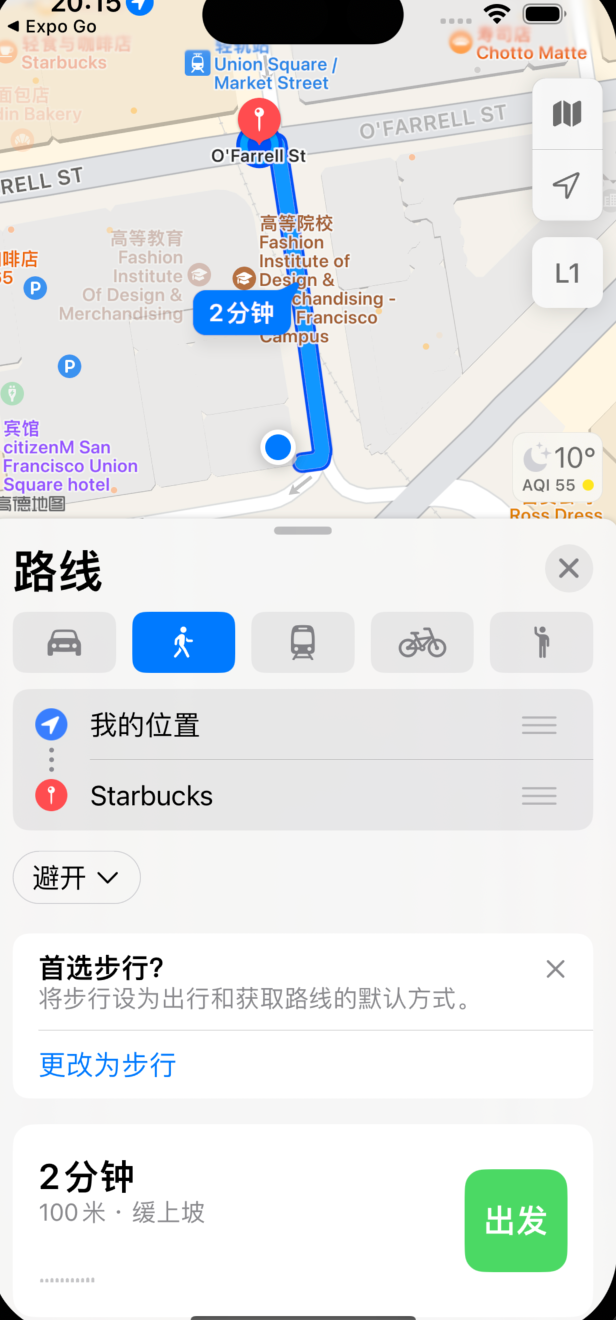 20:15
◀ Expo Go
轻食与咖啡店
Starbucks
轻轨站
Union Square /
Market Street
寿司店
Chotto Matte
面包店
din Bakery
O'FARRELL ST
O'Farrell St
RELL ST
高等教育
Fashion
Institute
Of Design &
Merchandising
高等院校
Fashion
Institute of
Design &
chandising -
Francisco
Campus
啡店
65
P
2分钟
P
L1
宾馆
citizenM San
Francisco Union
Square hotel
高德地图
10°
AQI 55
Ross Dress
路线
我的位置
Starbucks
避开
首选步行?
将步行设为出行和获取路线的默认方式。
更改为步行
2分钟
100米 · 缓上坡
出发